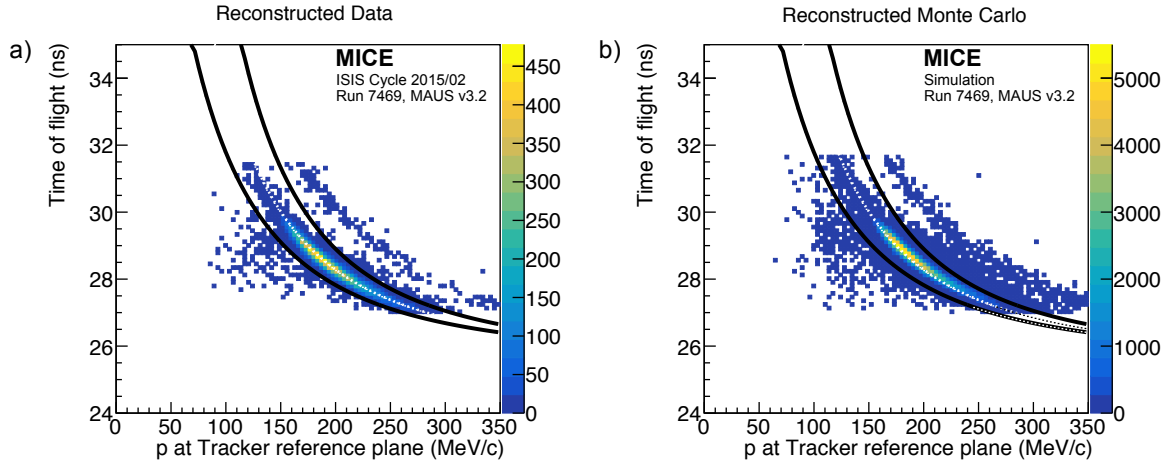 Reconstructed Data
a)
Time of flight (ns)
34
32
30
28
26
24
MICE
ISIS Cycle 2015/02
Run 7469, MAUS v3.2
450
400
350
300
250
200
150
100
50
0
0 50 100 150 200 250 300 350
p at Tracker reference plane (MeV/c)
Reconstructed Monte Carlo
b)
Time of flight (ns)
34
32
30
28
26
24
MICE
Simulation
Run 7469, MAUS v3.2
5000
4000
3000
2000
1000
0
0 50 100 150 200 250 300 350
p at Tracker reference plane (MeV/c)